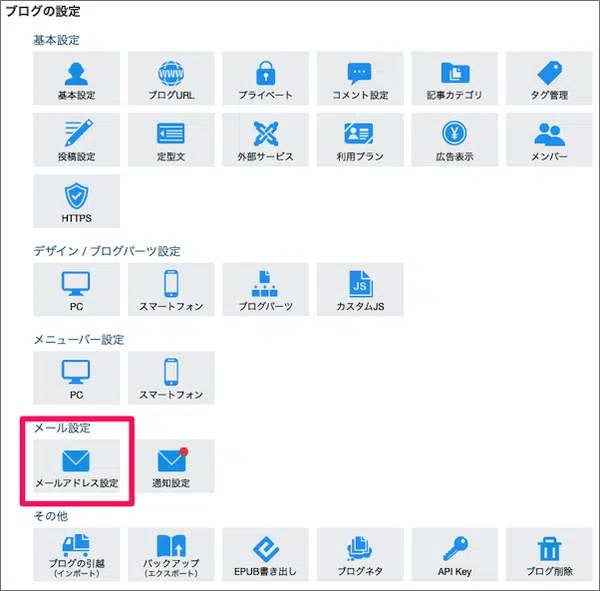 ブログの設定
基本設定
基本設定
WWW
ブログURL
プライベート
コメント設定
記事カテゴリ
タグ管理
投稿設定
定型文
外部サービス
利用プラン
¥
広告表示
メンバー
HTTPS
デザイン / ブログパーツ設定
PC
スマートフォン
ブログパーツ
JS
カスタムJS
メニューバー設定
PC
スマートフォン
メール設定
メールアドレス設定
通知設定
その他
ブログの引越
(インポート)
バックアップ
(エクスポート)
EPUB書き出し
ブログネタ
API Key
ブログ削除